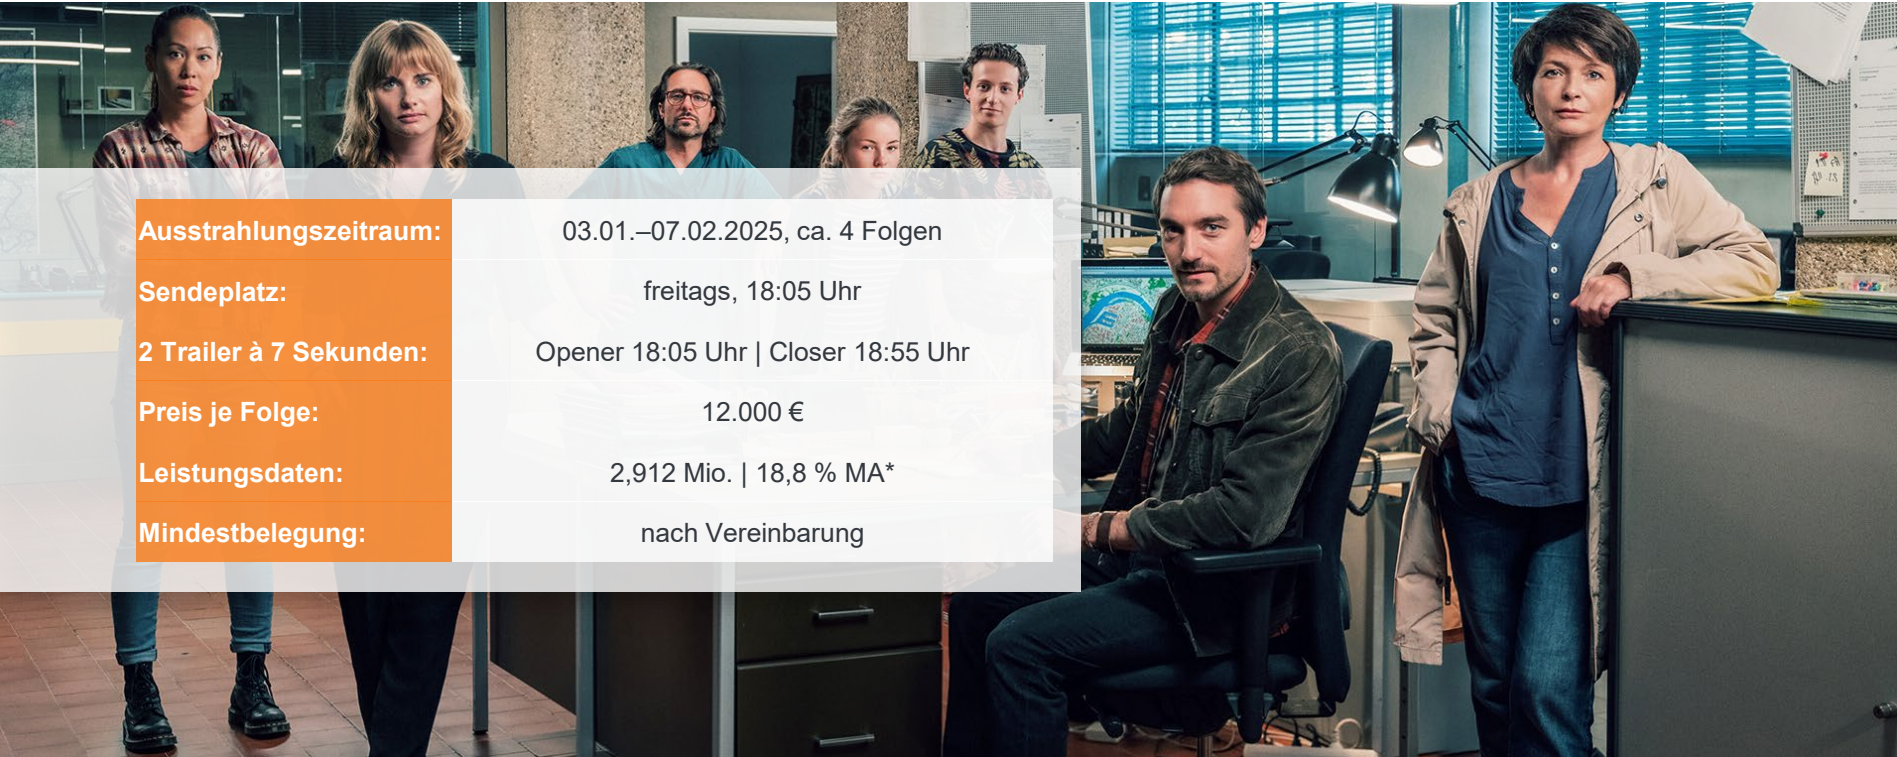 Ausstrahlungszeitraum: 03.01.–07.02.2025, ca. 4 Folgen
Sendeplatz: freitags, 18:05 Uhr
2 Trailer à 7 Sekunden: Opener 18:05 Uhr | Closer 18:55 Uhr
Preis je Folge: 12.000 €
Leistungsdaten: 2,912 Mio. | 18,8 % MA*
Mindestbelegung: nach Vereinbarung